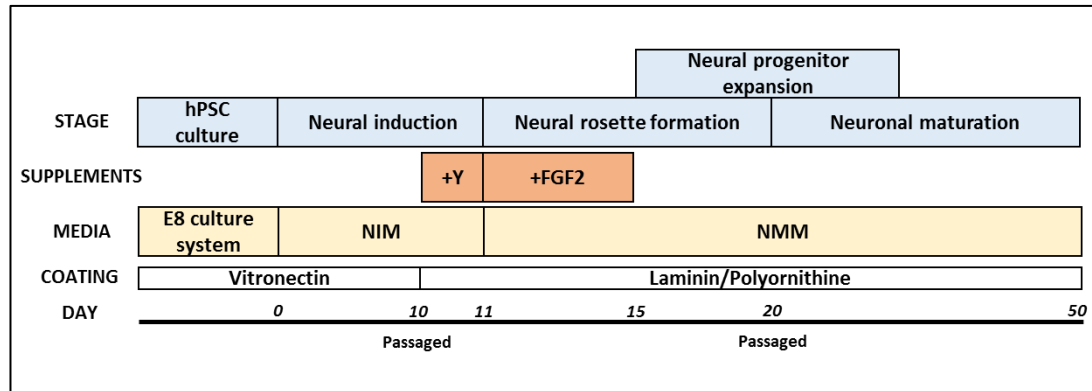 Neural progenitor
expansion
STAGE
hPSC
culture
Neural induction
Neural rosette formation
Neuronal maturation
SUPPLEMENTS
+Y
+FGF2
MEDIA
E8 culture
system
NIM
NMM
COATING
Vitronectin
Laminin/Polyornithine
DAY
0
10
11
15
20
50
Passaged
Passaged